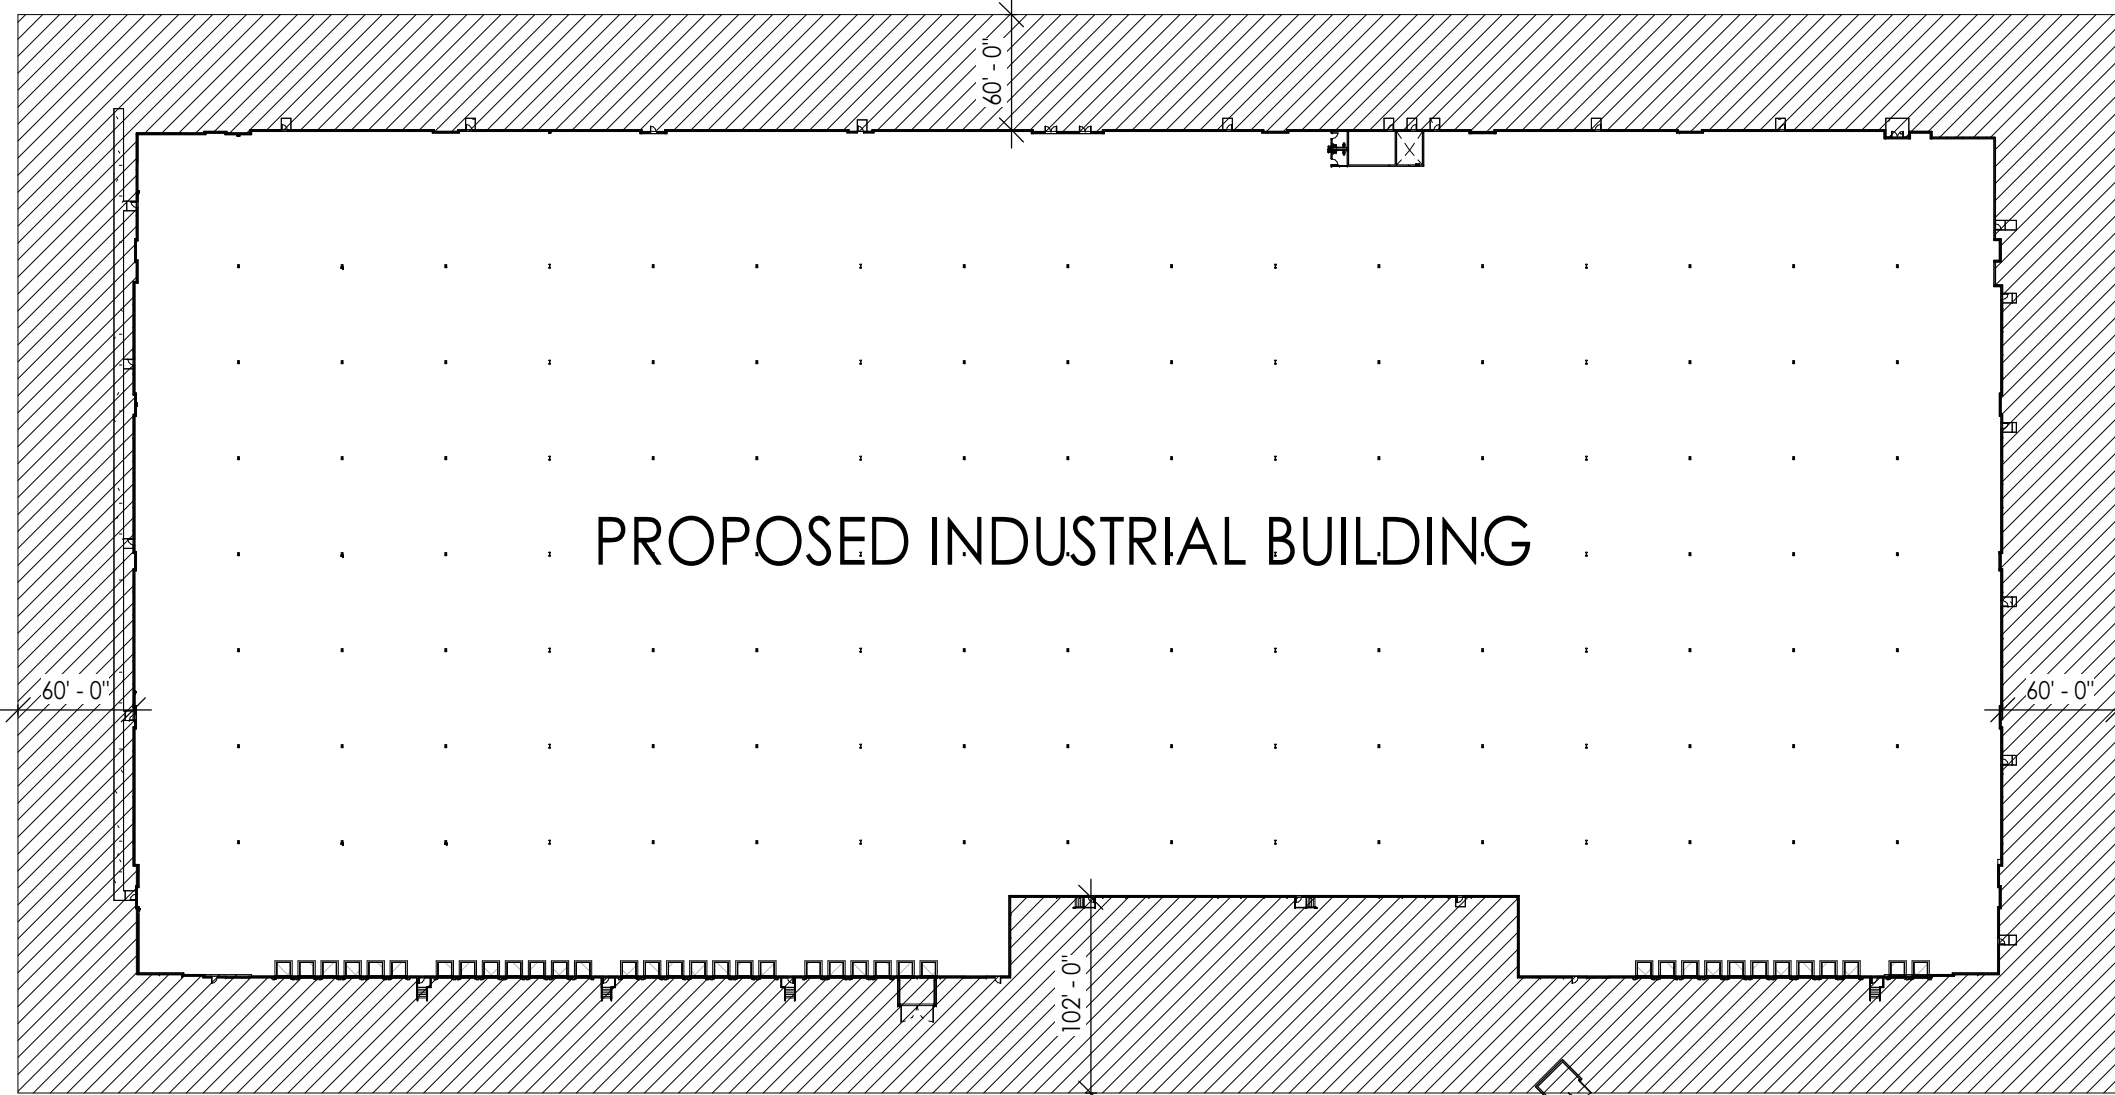 60' - 0"
PROPOSED INDUSTRIAL BUILDING
60' - 0"
60' - 0"
102' - 0"